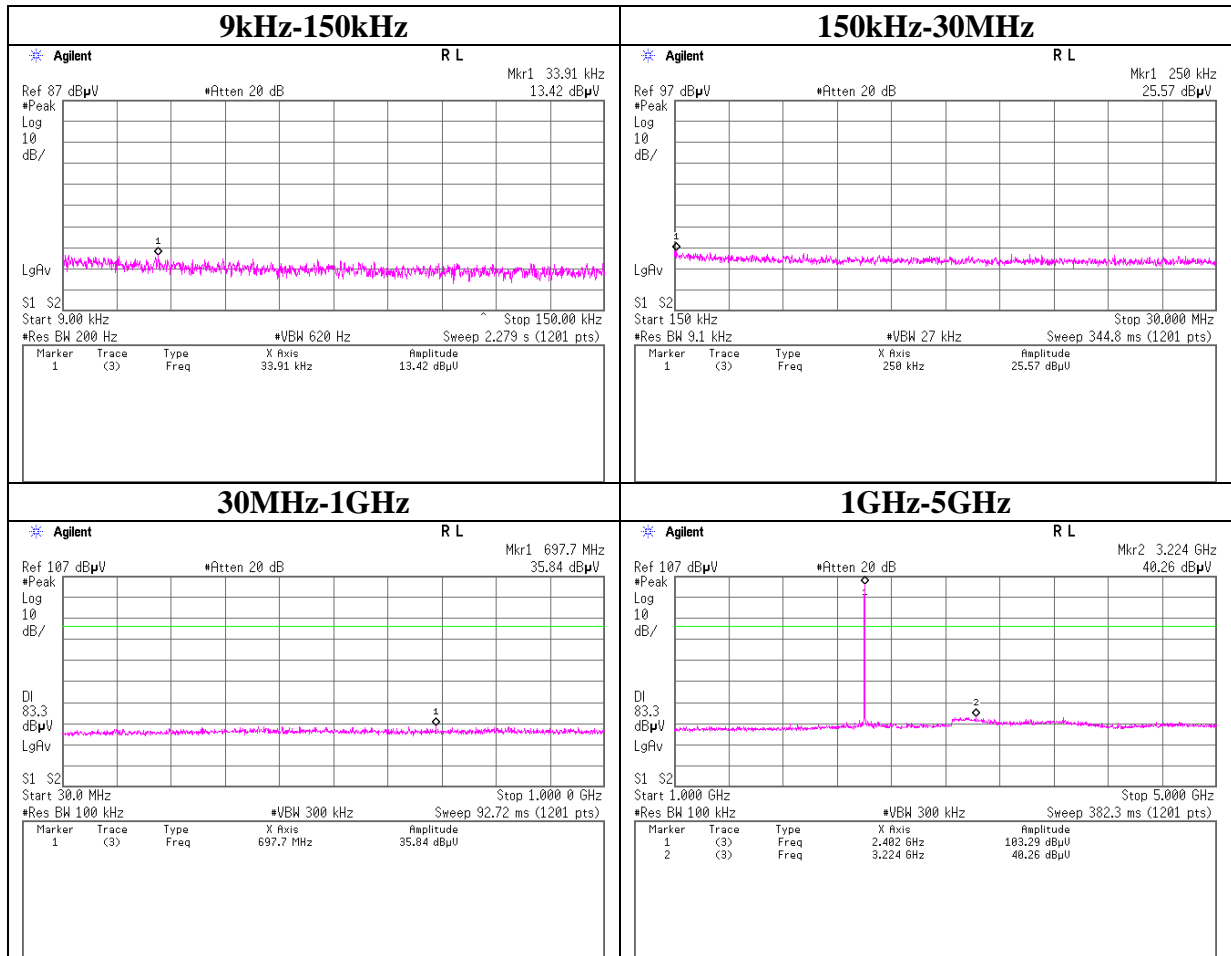 9kHz-150kHz
Agilent R L
Mkr1 33.91 kHz
Ref 87 dBµV #Atten 20 dB 13.42 dBµV
#Peak
Log
10
dB/
1
LgAv
S1 S2
Start 9.00 kHz ^ Stop 150.00 kHz
#Res BW 200 Hz #VBW 620 Hz Sweep 2.279 s (1201 pts)
Marker Trace Type X Axis Amplitude
1 (3) Freq 33.91 kHz 13.42 dBµV
150kHz-30MHz
Agilent R L
Mkr1 250 kHz
Ref 97 dBµV #Atten 20 dB 25.57 dBµV
#Peak
Log
10
dB/
1
LgAv
S1 S2
Start 150 kHz Stop 30.000 MHz
#Res BW 9.1 kHz #VBW 27 kHz Sweep 344.8 ms (1201 pts)
Marker Trace Type X Axis Amplitude
1 (3) Freq 250 kHz 25.57 dBµV
30MHz-1GHz
Agilent R L
Mkr1 697.7 MHz
Ref 107 dBµV #Atten 20 dB 35.84 dBµV
#Peak
Log
10
dB/
DI
83.3
dBµV
1
LgAv
S1 S2
Start 30.0 MHz Stop 1.000 0 GHz
#Res BW 100 kHz #VBW 300 kHz Sweep 92.72 ms (1201 pts)
Marker Trace Type X Axis Amplitude
1 (3) Freq 697.7 MHz 35.84 dBµV
1GHz-5GHz
Agilent R L
Mkr2 3.224 GHz
Ref 107 dBµV #Atten 20 dB 40.26 dBµV
#Peak
1
Log
10
dB/
DI
83.3
2
dBµV
LgAv
S1 S2
Start 1.000 GHz Stop 5.000 GHz
#Res BW 100 kHz #VBW 300 kHz Sweep 382.3 ms (1201 pts)
Marker Trace Type X Axis Amplitude
1 (3) Freq 2.402 GHz 103.29 dBµV
2 (3) Freq 3.224 GHz 40.26 dBµV